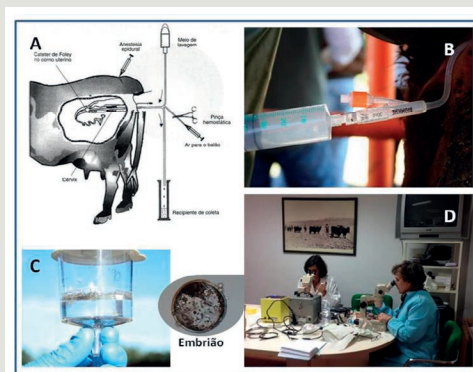 A
Cateter de Foley
no corno uterino
Anestesia
epidural
Meio de
lavagem
Pinça
hemostática
Ar para o balão
Cérvix
Recipiente de coleta
B
C
Embrião
D